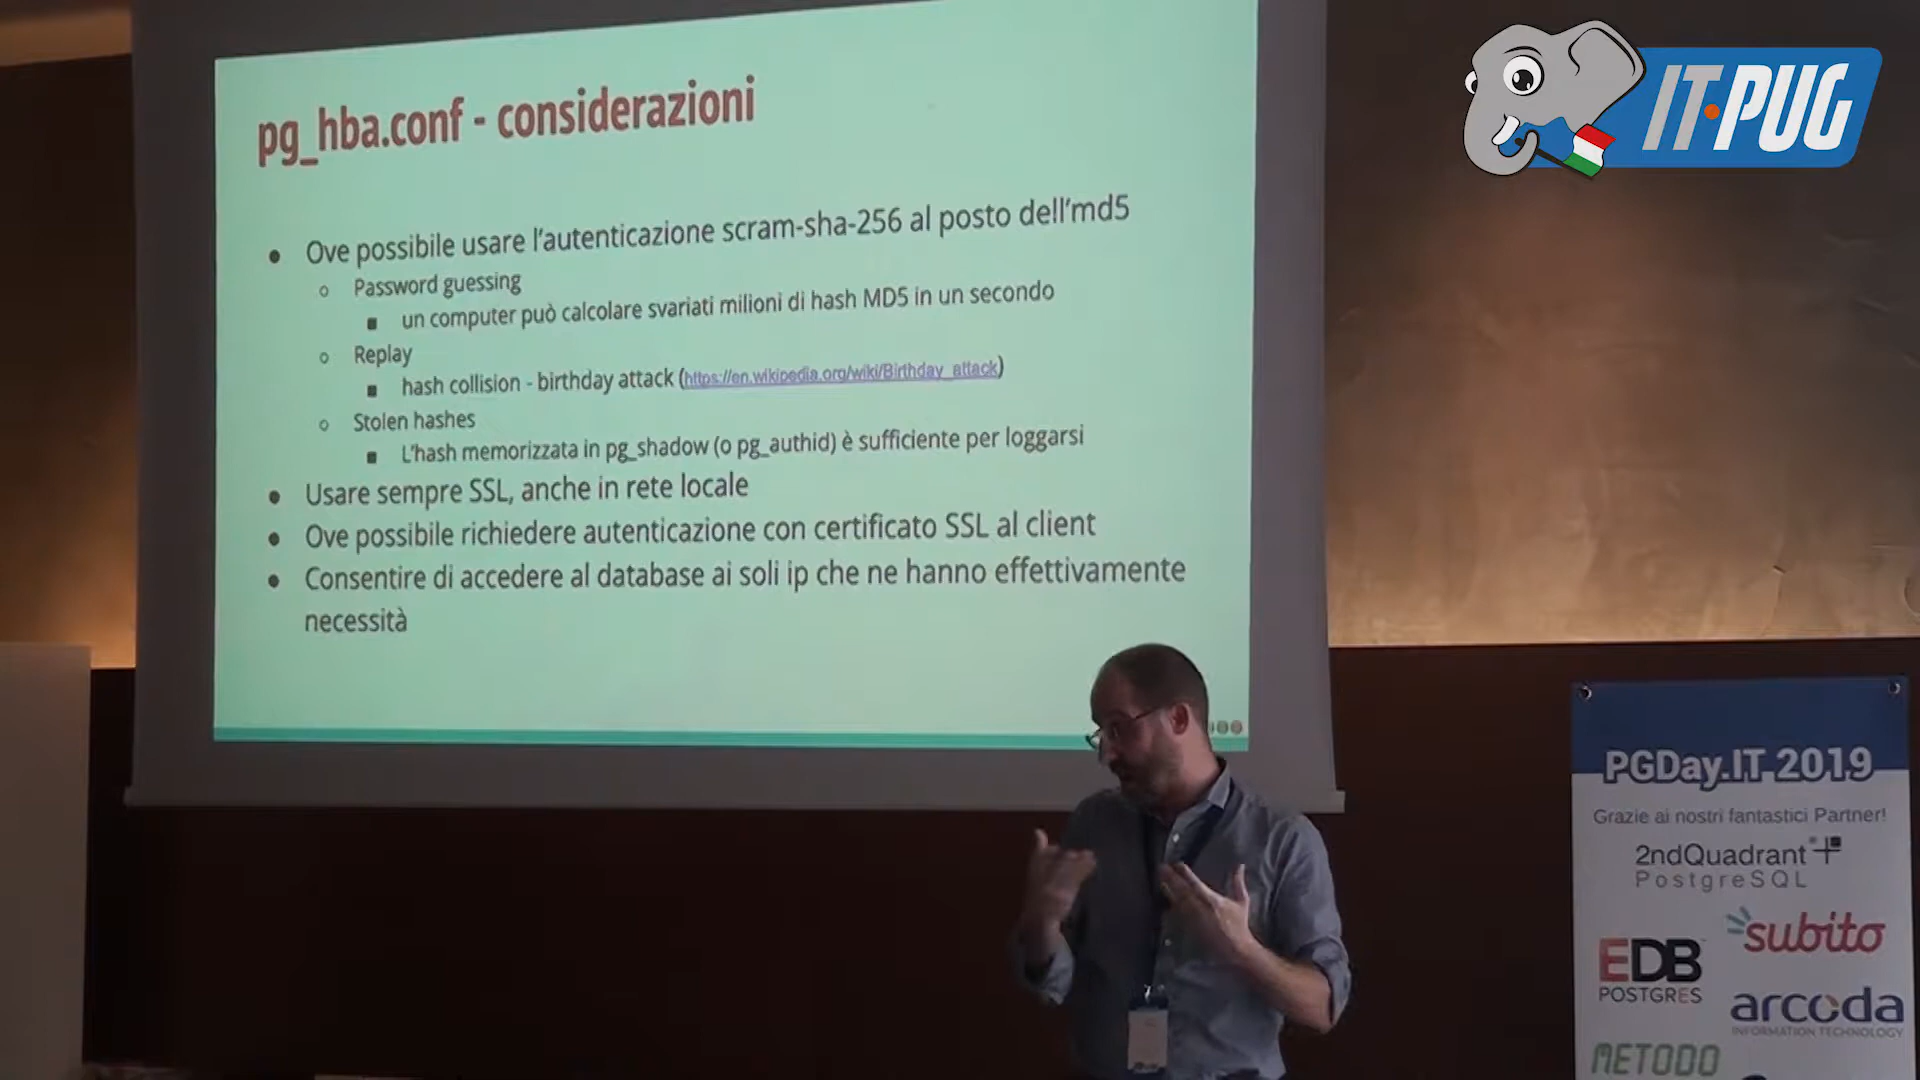 pg_hba.conf - considerazioni
● Ove possibile usare l'autenticazione scram-sha-256 al posto dell'md5
○ Password guessing
■ un computer può calcolare svariati milioni di hash MD5 in un secondo
○ Replay
■ hash collision - birthday attack (https://en.wikipedia.org/wiki/Birthday_attack)
○ Stolen hashes
■ L'hash memorizzata in pg_shadow (o pg_authid) è sufficiente per loggarsi
● Usare sempre SSL, anche in rete locale
● Ove possibile richiedere autenticazione con certificato SSL al client
● Consentire di accedere al database ai soli ip che ne hanno effettivamente
necessità
IT·PUG
PGDay.IT 2019
Grazie ai nostri fantastici Partner!
2ndQuadrant
PostgreSQL
subito
EDB
POSTGRES
arcoda
INFORMATION TECHNOLOGY
METODO